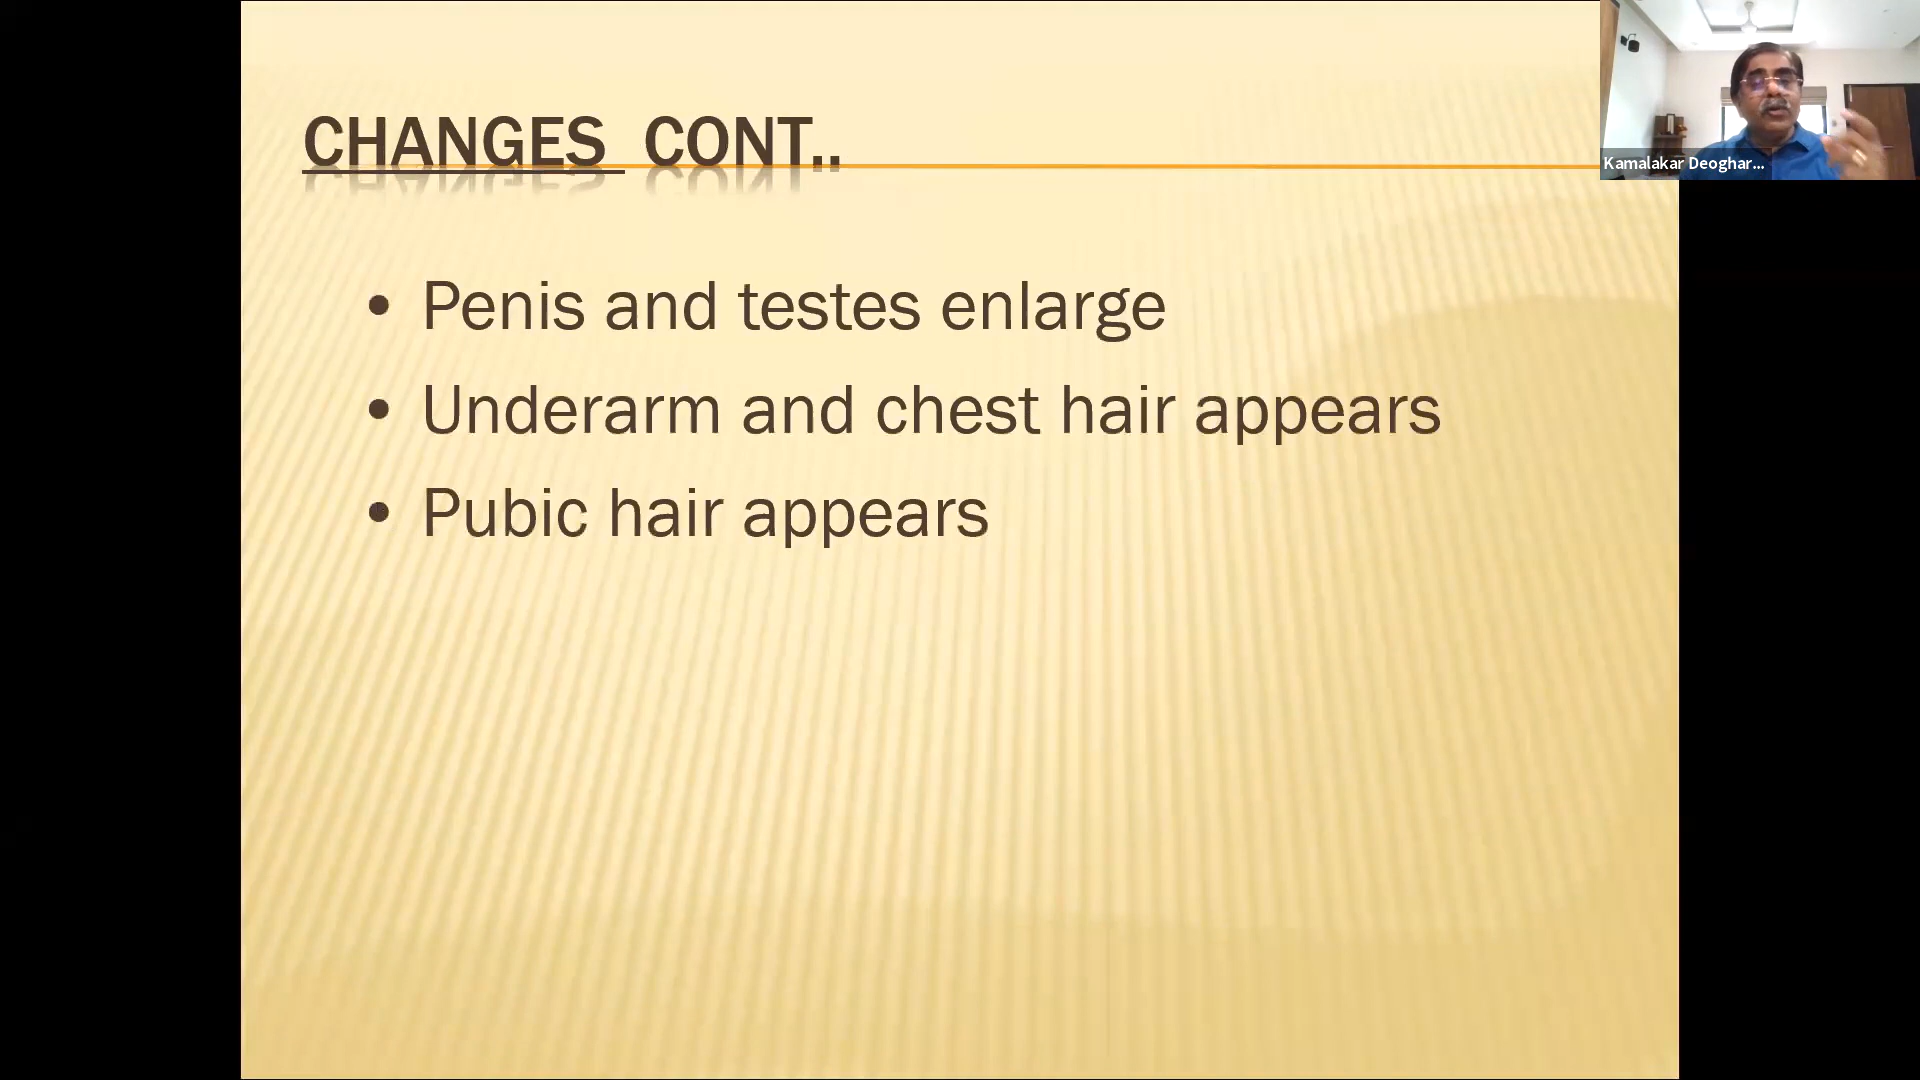 CHANGES CONT..
Kamalakar Deoghar...
• Penis and testes enlarge
• Underarm and chest hair appears
• Pubic hair appears